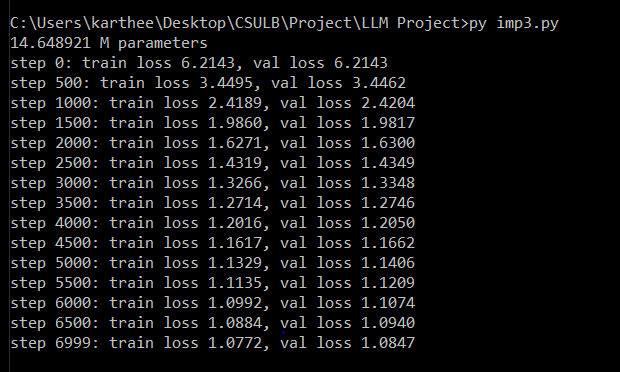 C:\Users\karthee\Desktop\CSULB\Project\LLM Project>py imp3.py
14.648921 M parameters
step 0: train loss 6.2143, val loss 6.2143
step 500: train loss 3.4495, val loss 3.4462
step 1000: train loss 2.4189, val loss 2.4204
step 1500: train loss 1.9860, val loss 1.9817
step 2000: train loss 1.6271, val loss 1.6300
step 2500: train loss 1.4319, val loss 1.4349
step 3000: train loss 1.3266, val loss 1.3348
step 3500: train loss 1.2714, val loss 1.2746
step 4000: train loss 1.2016, val loss 1.2050
step 4500: train loss 1.1617, val loss 1.1662
step 5000: train loss 1.1329, val loss 1.1406
step 5500: train loss 1.1135, val loss 1.1209
step 6000: train loss 1.0992, val loss 1.1074
step 6500: train loss 1.0884, val loss 1.0940
step 6999: train loss 1.0772, val loss 1.0847